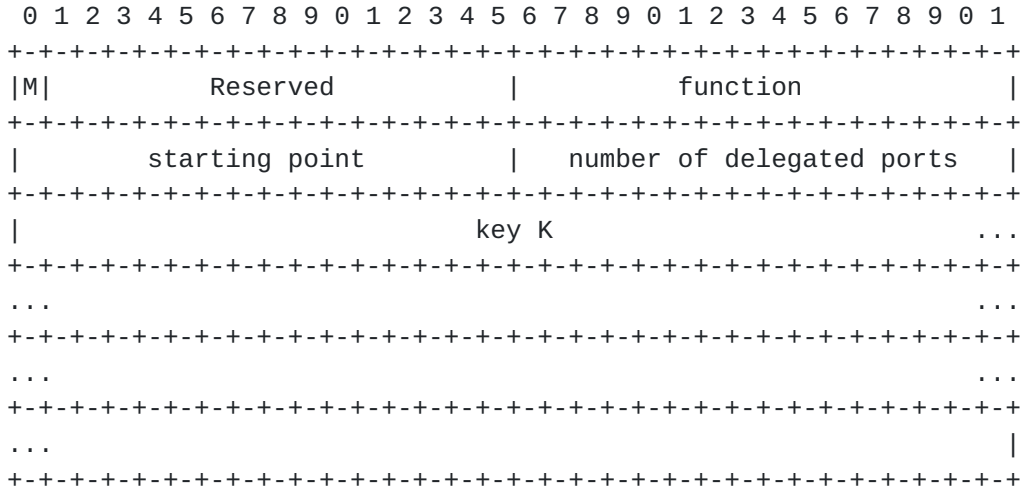 0 1 2 3 4 5 6 7 8 9 0 1 2 3 4 5 6 7 8 9 0 1 2 3 4 5 6 7 8 9 0 1
+-+-+-+-+-+-+-+-+-+-+-+-+-+-+-+-+-+-+-+-+-+-+-+-+-+-+-+-+-+-+-+-+
|M|          Reserved           |          function             |
+-+-+-+-+-+-+-+-+-+-+-+-+-+-+-+-+-+-+-+-+-+-+-+-+-+-+-+-+-+-+-+-+
|        starting point         |   number of delegated ports   |
+-+-+-+-+-+-+-+-+-+-+-+-+-+-+-+-+-+-+-+-+-+-+-+-+-+-+-+-+-+-+-+-+
|                             key K                           ...
+-+-+-+-+-+-+-+-+-+-+-+-+-+-+-+-+-+-+-+-+-+-+-+-+-+-+-+-+-+-+-+-+
...                                                           ...
+-+-+-+-+-+-+-+-+-+-+-+-+-+-+-+-+-+-+-+-+-+-+-+-+-+-+-+-+-+-+-+-+
...                                                           ...
+-+-+-+-+-+-+-+-+-+-+-+-+-+-+-+-+-+-+-+-+-+-+-+-+-+-+-+-+-+-+-+-+
...                                                             |
+-+-+-+-+-+-+-+-+-+-+-+-+-+-+-+-+-+-+-+-+-+-+-+-+-+-+-+-+-+-+-+-+